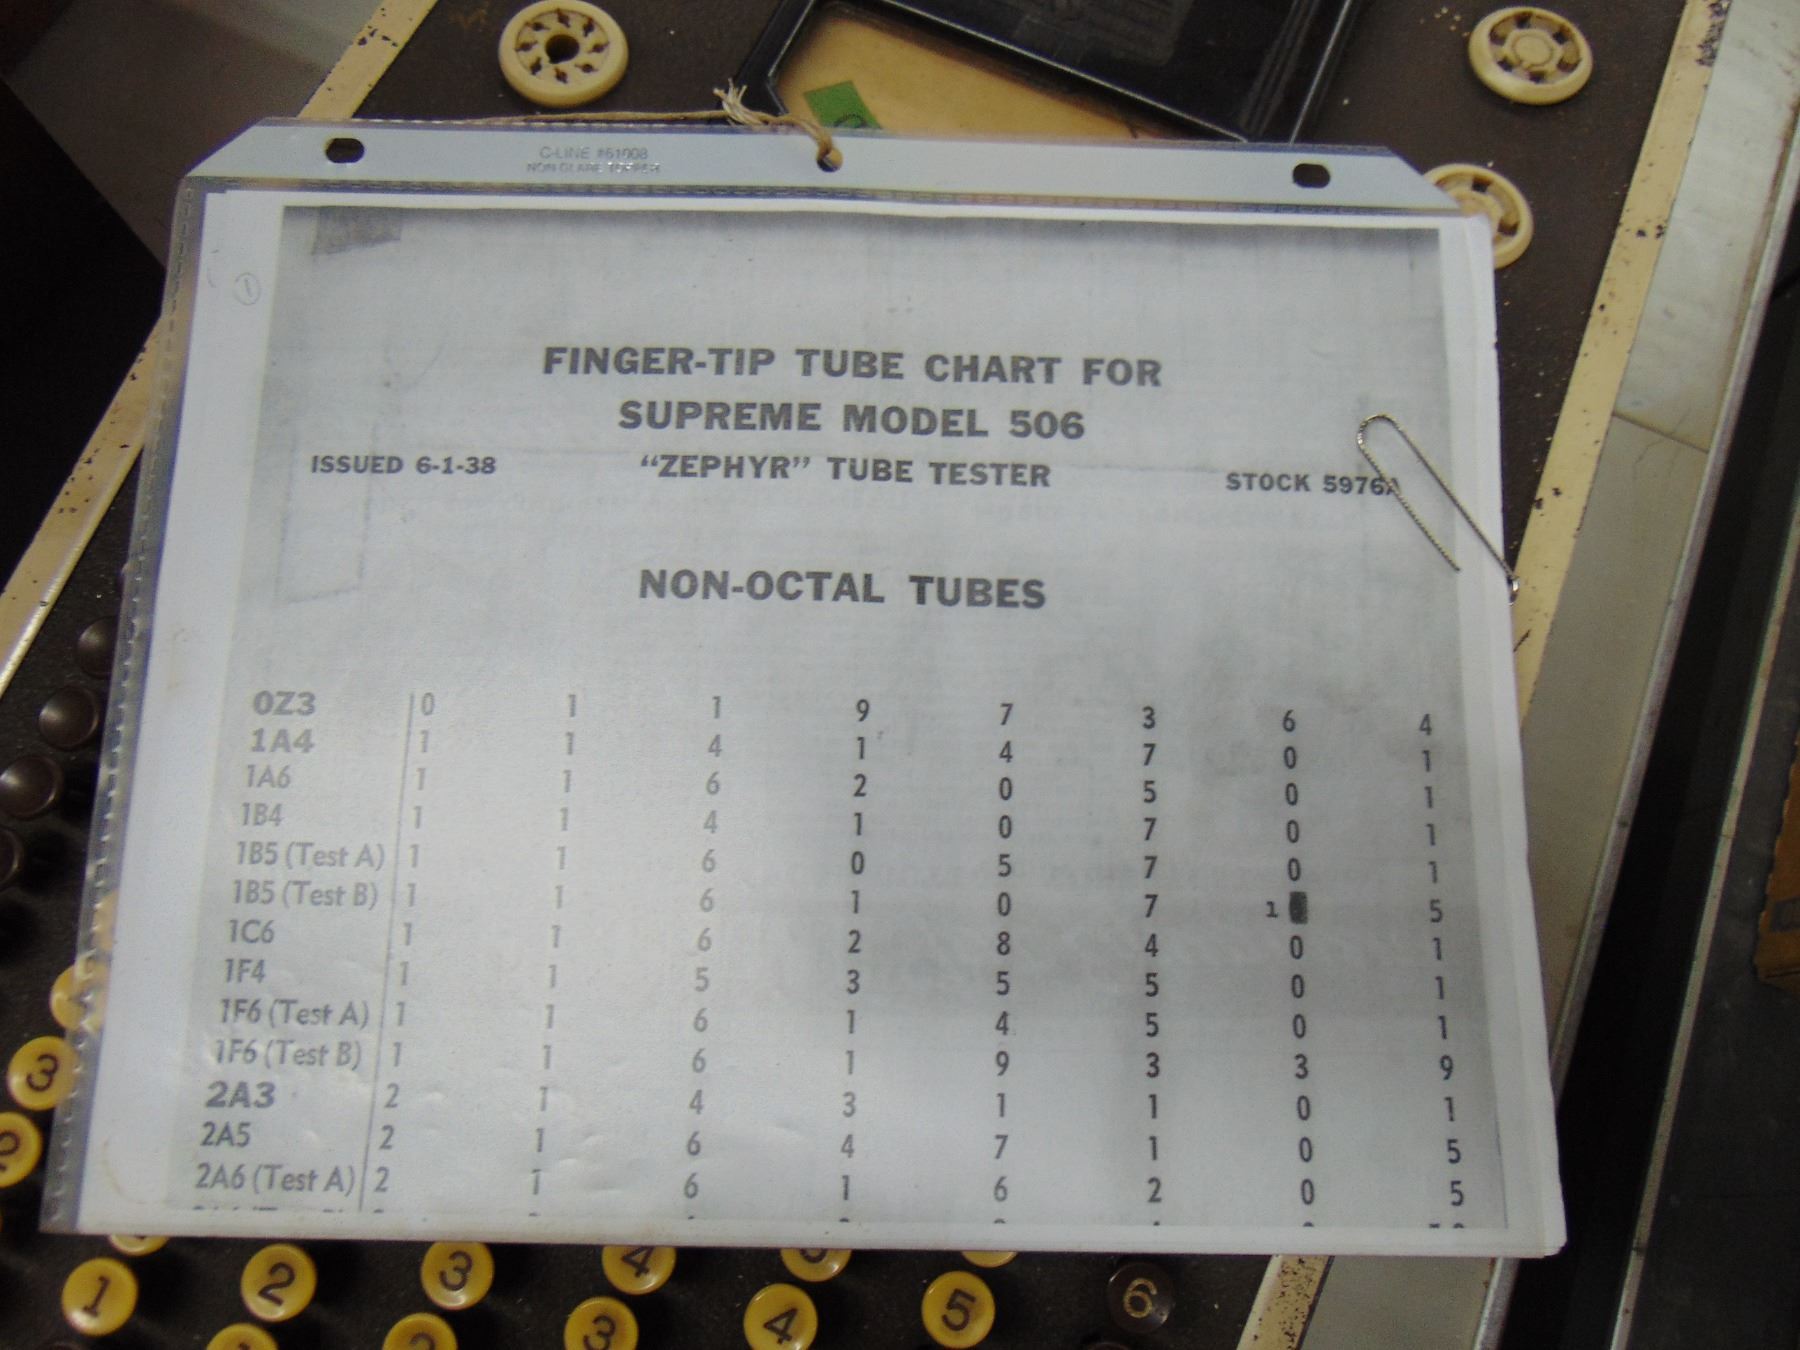 C-LINE #61008
NON GLARE TOPPER
1
FINGER-TIP TUBE CHART FOR
SUPREME MODEL 506
ISSUED 6-1-38 "ZEPHYR" TUBE TESTER STOCK 5976A
NON-OCTAL TUBES
OZ3 0 1 1 9 7 3 6 4
1A4 1 1 4 1 4 7 0 1
1A6 1 1 6 2 0 5 0 1
1B4 1 1 4 1 0 7 0 1
1B5 (Test A) 1 1 6 0 5 7 0 1
1B5 (Test B) 1 1 6 1 0 7 1 5
1C6 1 1 6 2 8 4 0 1
1F4 1 1 5 3 5 5 0 1
1F6 (Test A) 1 1 6 1 4 5 0 1
1F6 (Test B) 1 1 6 1 9 3 3 9
2A3 2 1 4 3 1 1 0 1
2A5 2 1 6 4 7 1 0 5
2A6 (Test A) 2 1 6 1 6 2 0 5
3
2
1 2 3 4
3 4 5 6